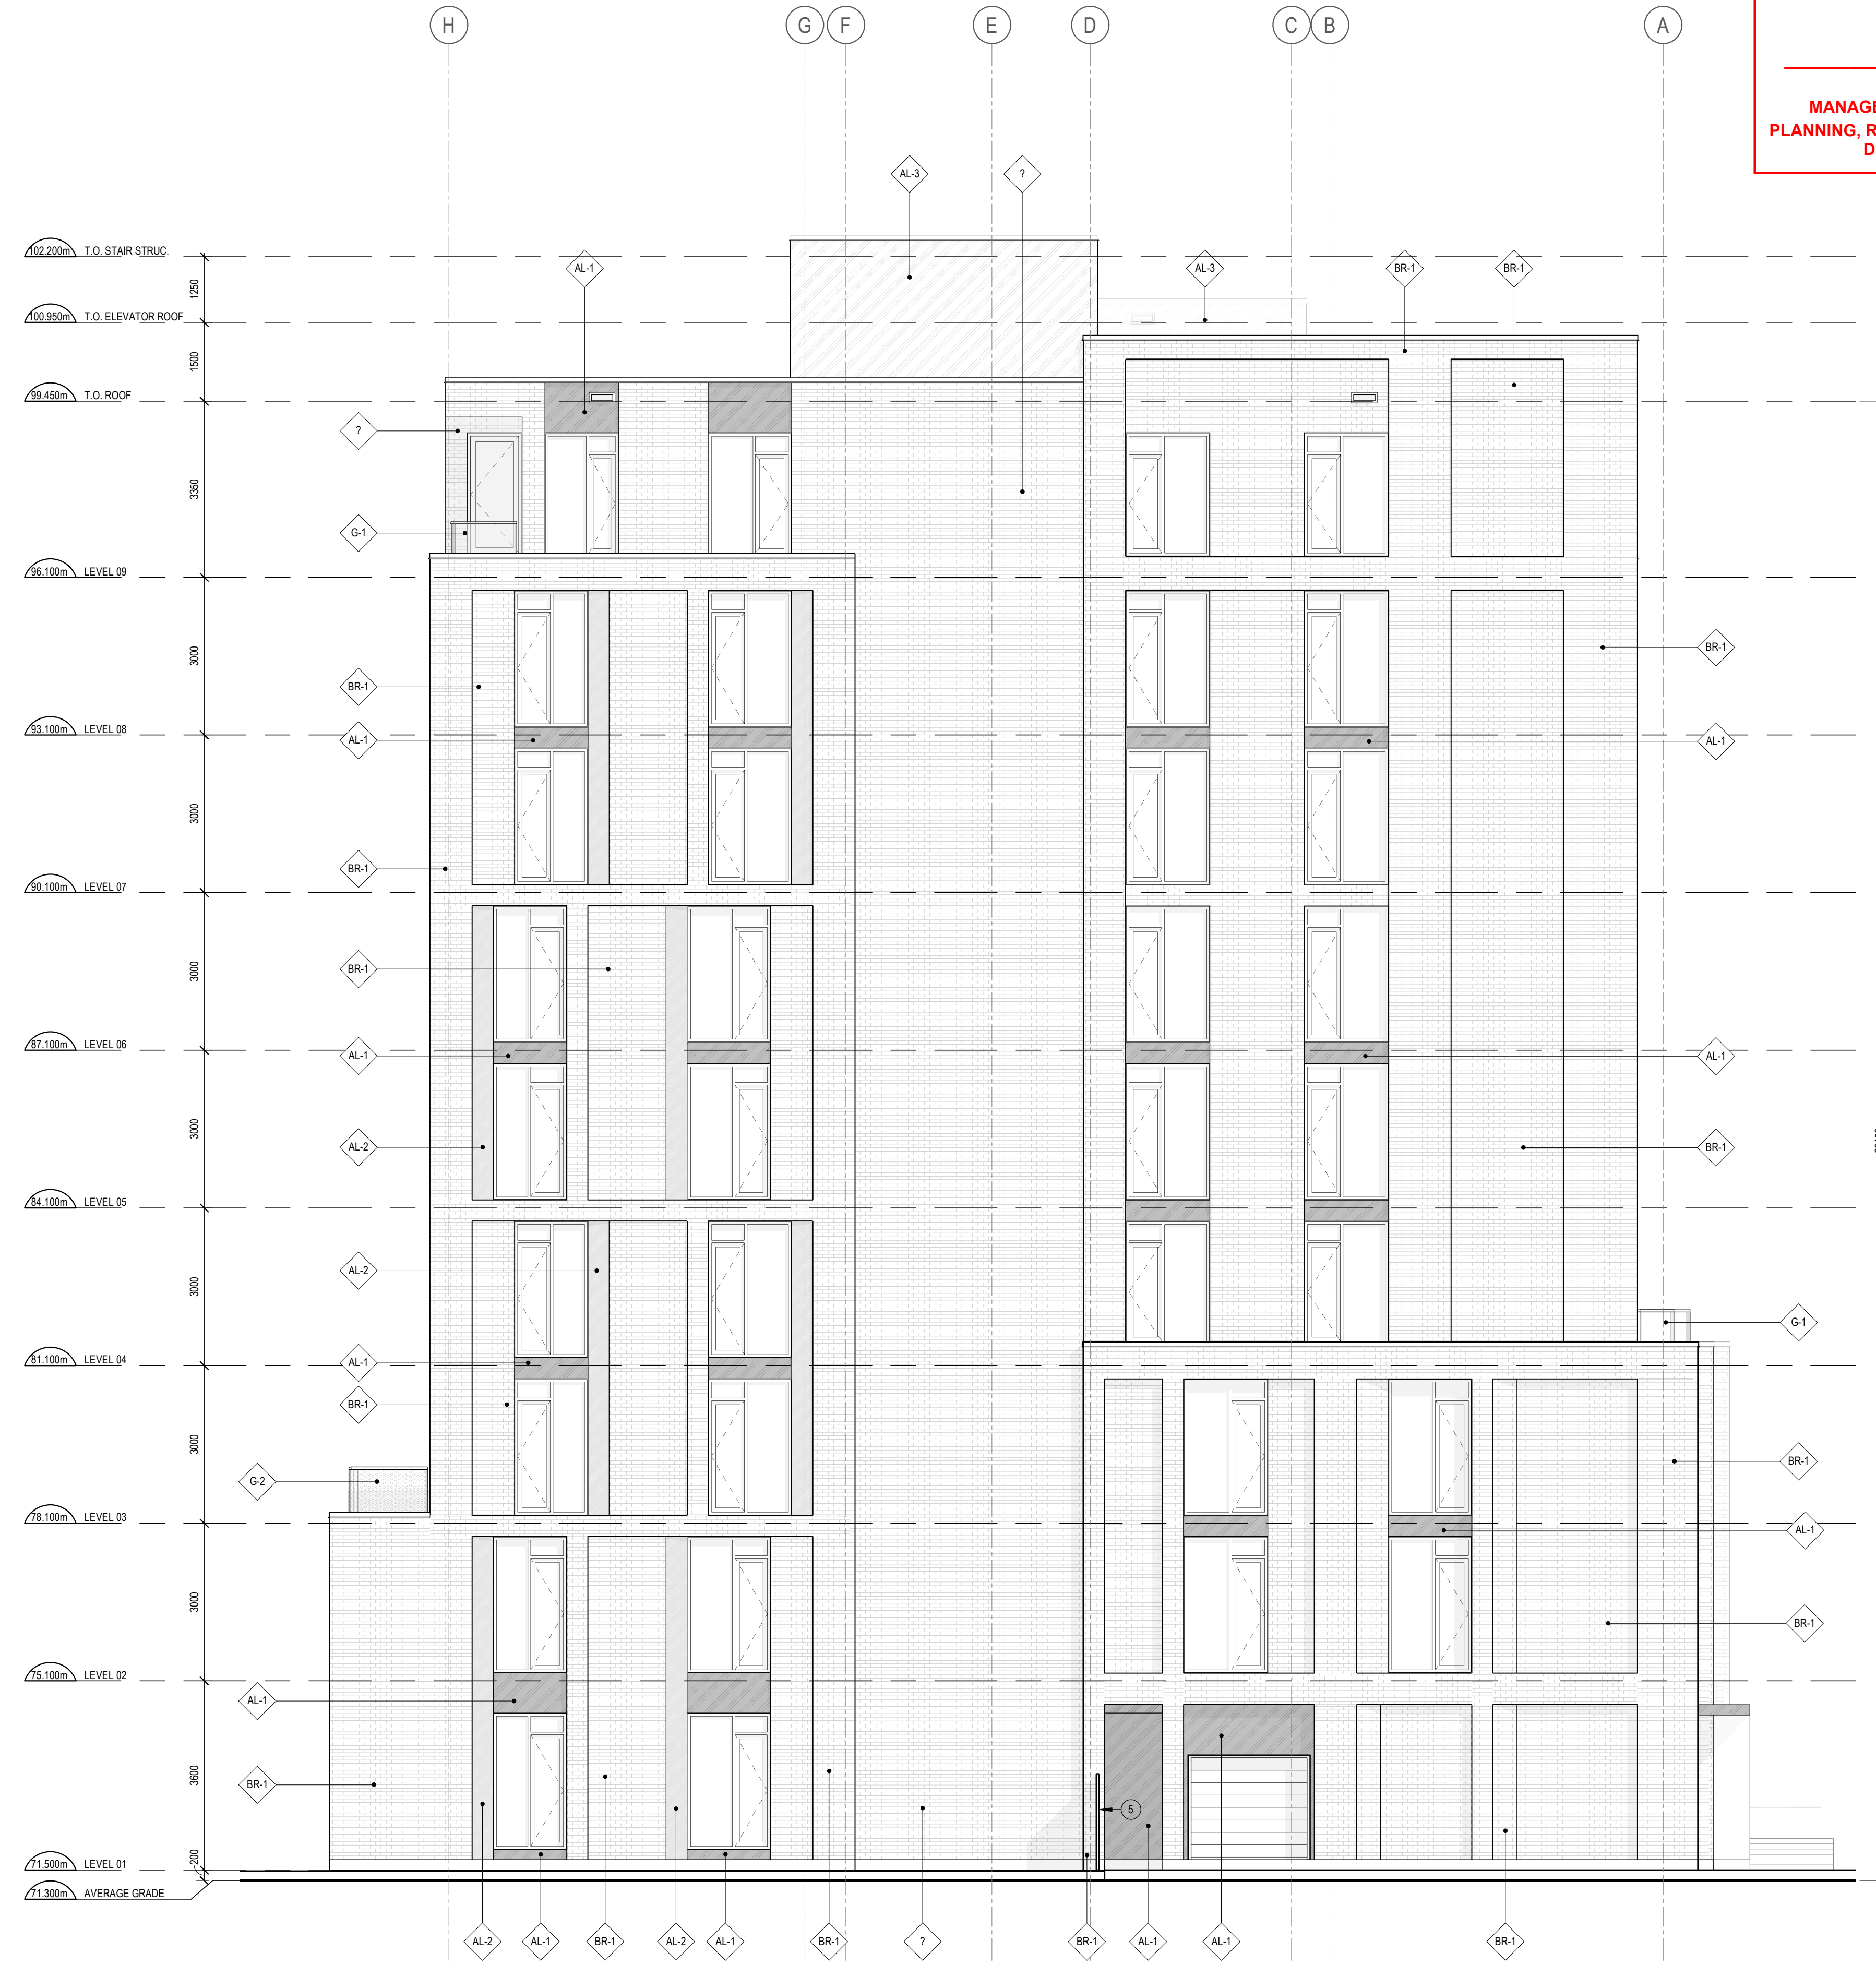 H
G
F
E
D
C
B
A
MANAGE
PLANNING, R
D
AL-3
?
102.200m T.O. STAIR STRUC.
AL-1
AL-3
BR-1
BR-1
1250
100.950m T.O. ELEVATOR ROOF
1500
99.450m T.O. ROOF
?
3350
G-1
96.100m LEVEL 09
3000
BR-1
BR-1
93.100m LEVEL 08
AL-1
AL-1
3000
BR-1
90.100m LEVEL 07
BR-1
3000
87.100m LEVEL 06
AL-1
AL-1
3000
AL-2
BR-1
84.100m LEVEL 05
AL-2
3000
G-1
81.100m LEVEL 04
AL-1
BR-1
3000
BR-1
G-2
78.100m LEVEL 03
AL-1
3000
BR-1
75.100m LEVEL 02
AL-1
3600
BR-1
5
71.500m LEVEL 01
200
71.300m AVERAGE GRADE
AL-2
AL-1
BR-1
AL-2
AL-1
BR-1
?
BR-1
AL-1
AL-1
BR-1